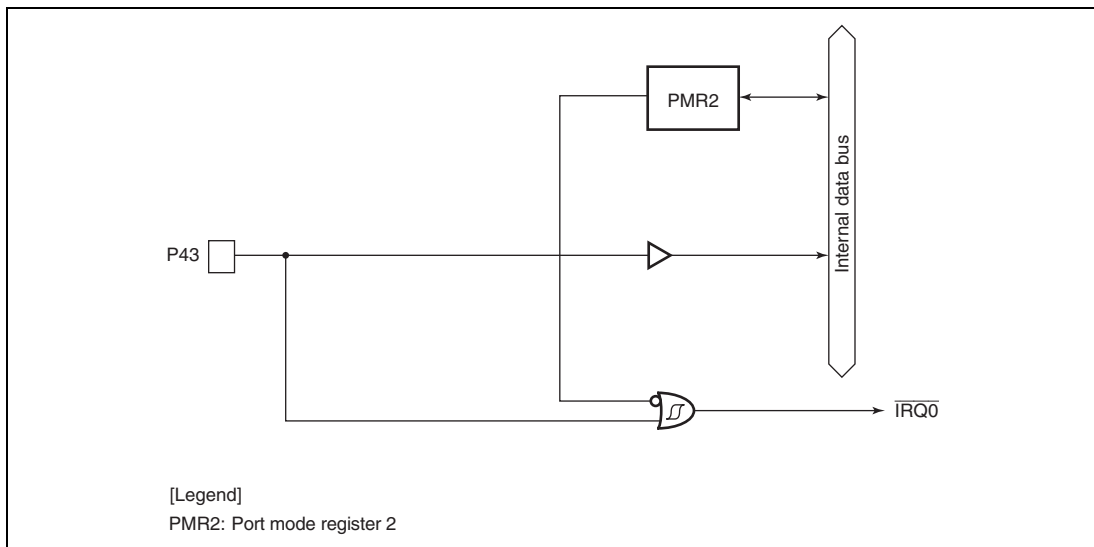 PMR2
Internal data bus
P43
IRQ0
[Legend]
PMR2: Port mode register 2